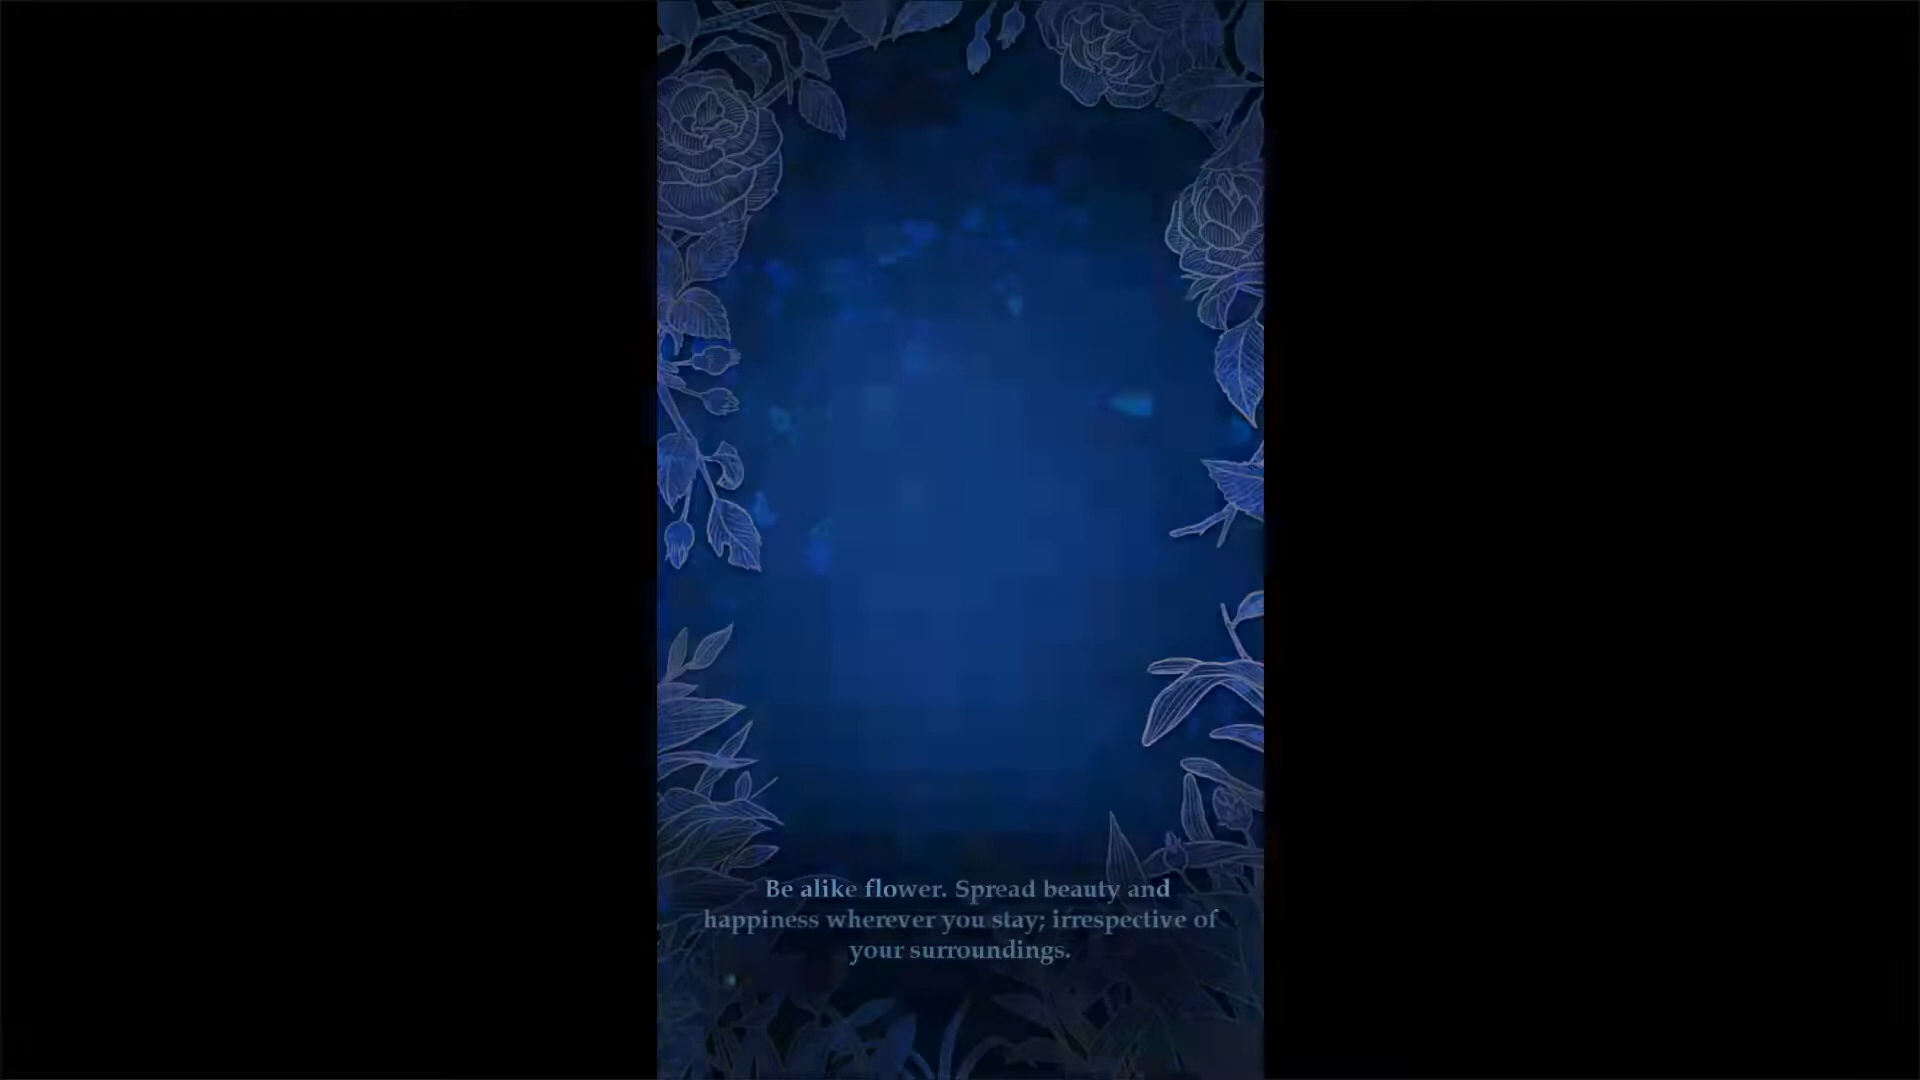 Be alike flower. Spread beauty and
happiness wherever you stay; irrespective of
your surroundings.